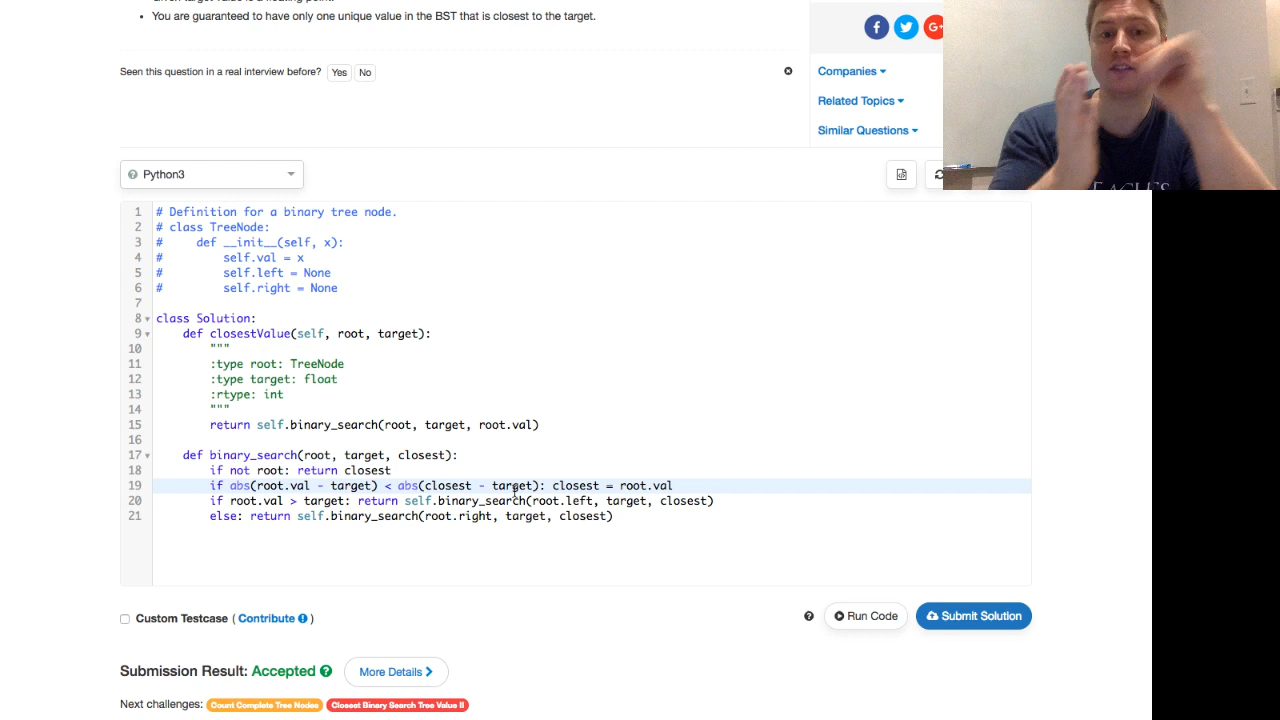 given target value is a floating point.
• You are guaranteed to have only one unique value in the BST that is closest to the target.
Seen this question in a real interview before? Yes No
Companies
Related Topics
Similar Questions
Python3
1 # Definition for a binary tree node.
2 # class TreeNode:
3 #     def __init__(self, x):
4 #         self.val = x
5 #         self.left = None
6 #         self.right = None
7
8 class Solution:
9     def closestValue(self, root, target):
10         """
11         :type root: TreeNode
12         :type target: float
13         :rtype: int
14         """
15         return self.binary_search(root, target, root.val)
16
17     def binary_search(root, target, closest):
18         if not root: return closest
19         if abs(root.val - target) < abs(closest - target): closest = root.val
20         if root.val > target: return self.binary_search(root.left, target, closest)
21         else: return self.binary_search(root.right, target, closest)
Custom Testcase ( Contribute )
Run Code
Submit Solution
Submission Result: Accepted
More Details
Next challenges: Count Complete Tree Nodes Closest Binary Search Tree Value II